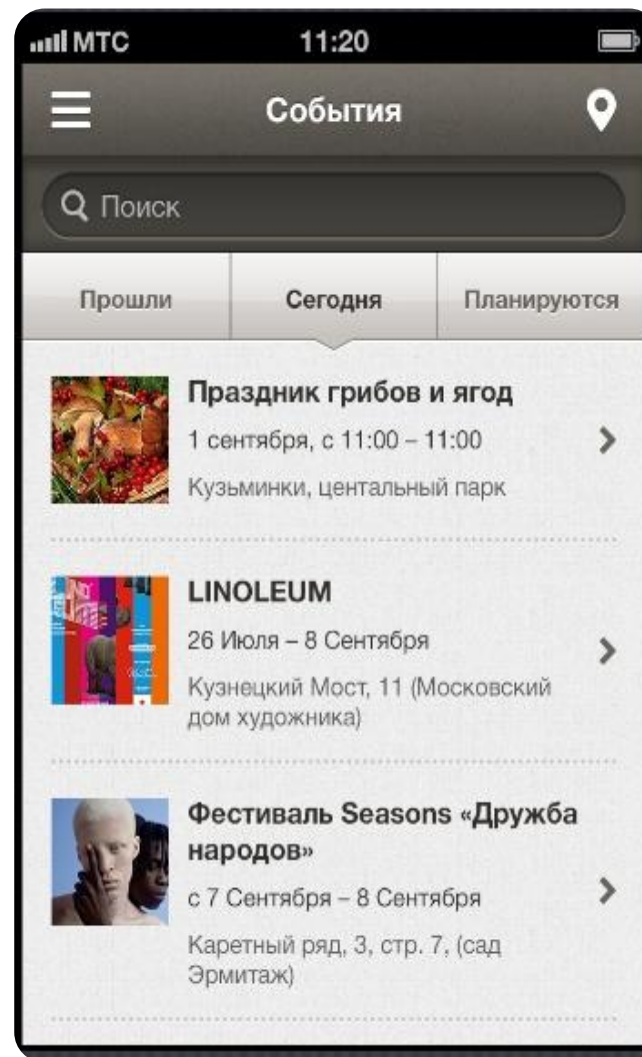 МТС 11:20
События
Поиск
Прошли Сегодня Планируются
Праздник грибов и ягод
1 сентября, с 11:00 – 11:00
Кузьминки, центальный парк
LINOLEUM
26 Июля – 8 Сентября
Кузнецкий Мост, 11 (Московский
дом художника)
Фестиваль Seasons «Дружба
народов»
с 7 Сентября – 8 Сентября
Каретный ряд, 3, стр. 7, (сад
Эрмитаж)